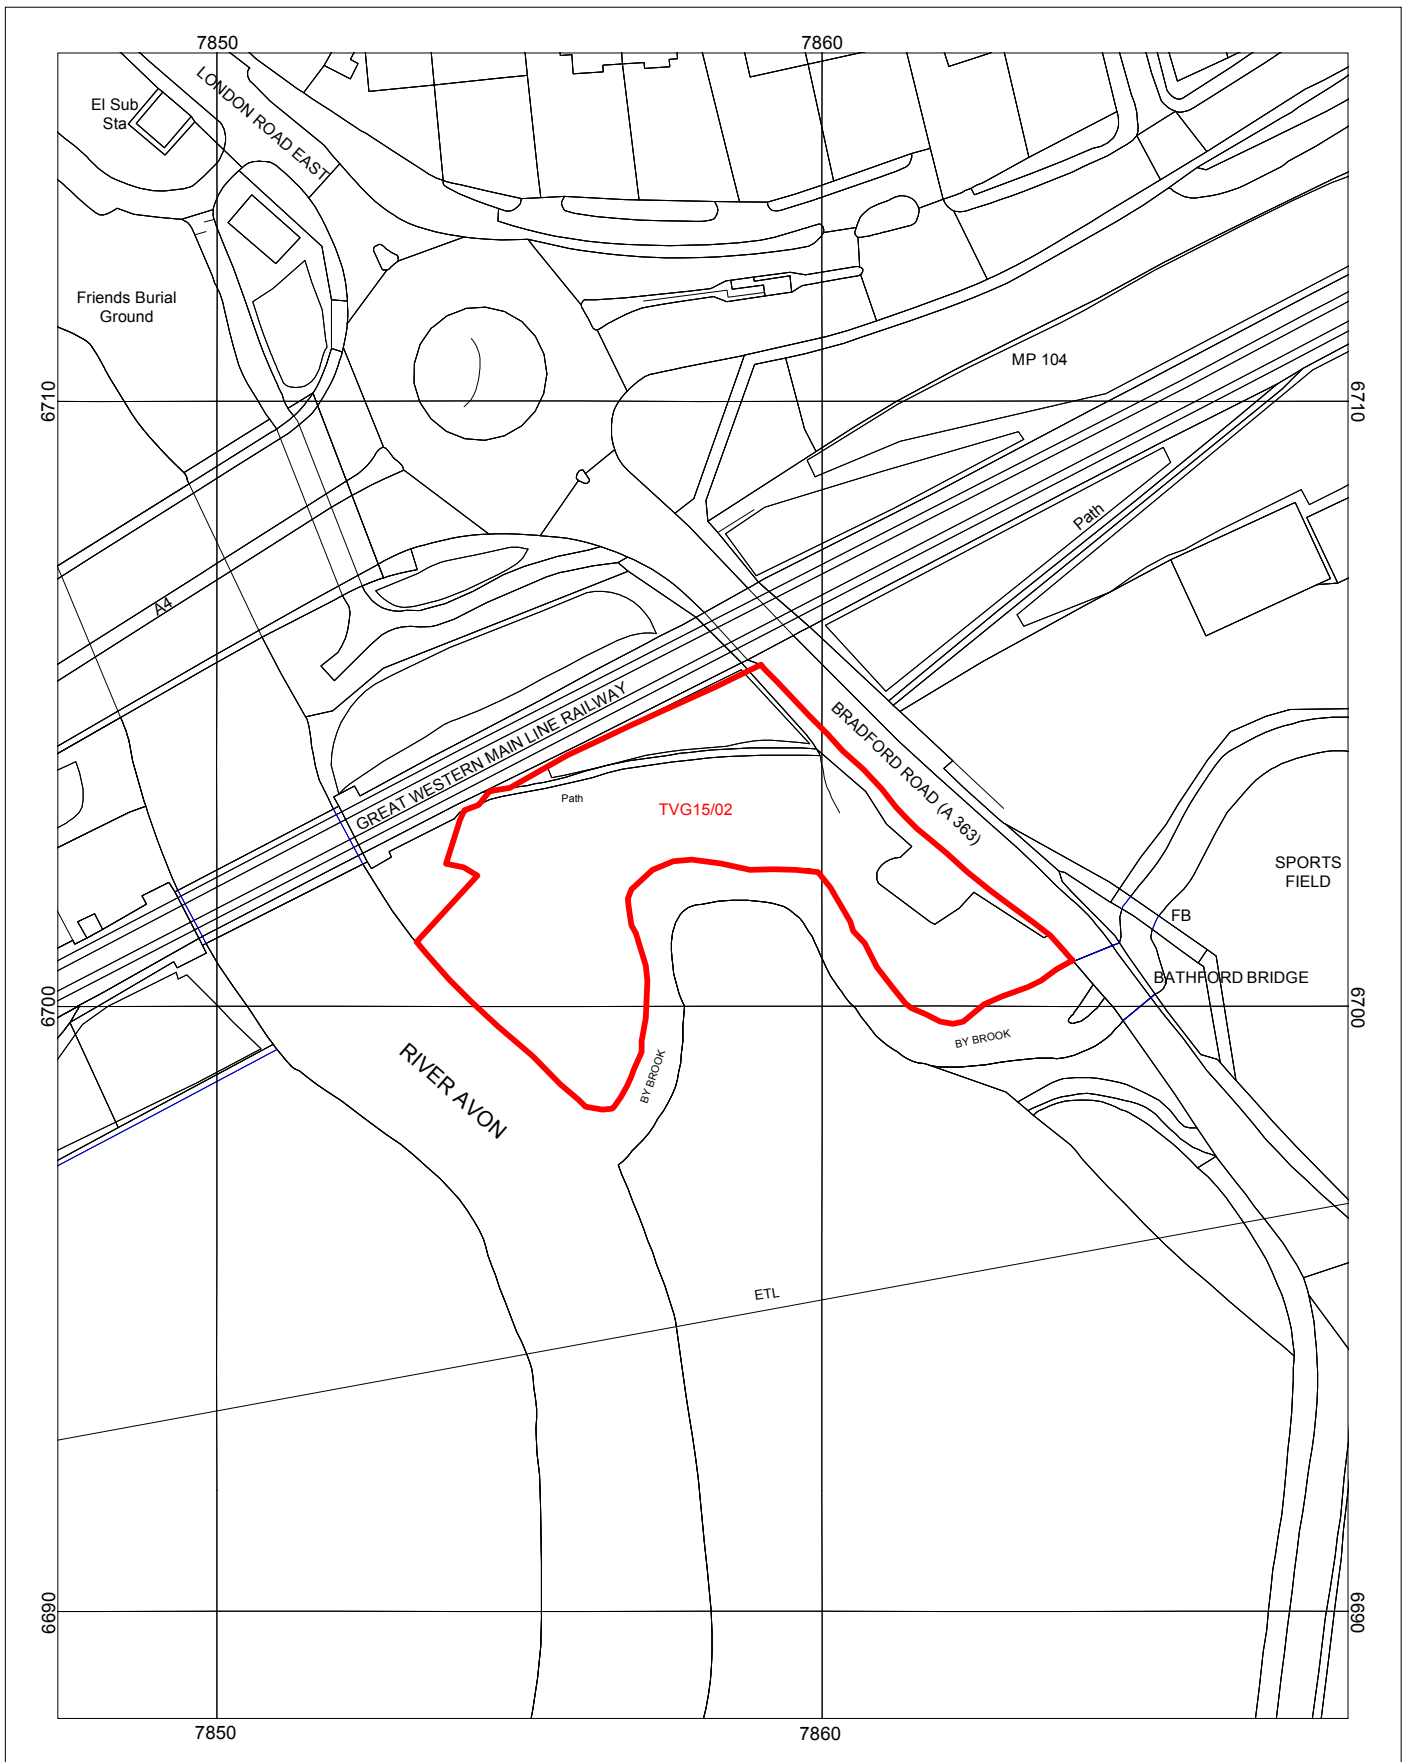 7850
7860
LONDON ROAD EAST
El Sub
Sta
Friends Burial
Ground
MP 104
6710
6710
Path
A4
GREAT WESTERN MAIN LINE RAILWAY
BRADFORD ROAD (A 363)
Path
TVG15/02
SPORTS
FIELD
FB
BATHFORD BRIDGE
6700
6700
BY BROOK
RIVER AVON
BY BROOK
ETL
6690
6690
7850
7860